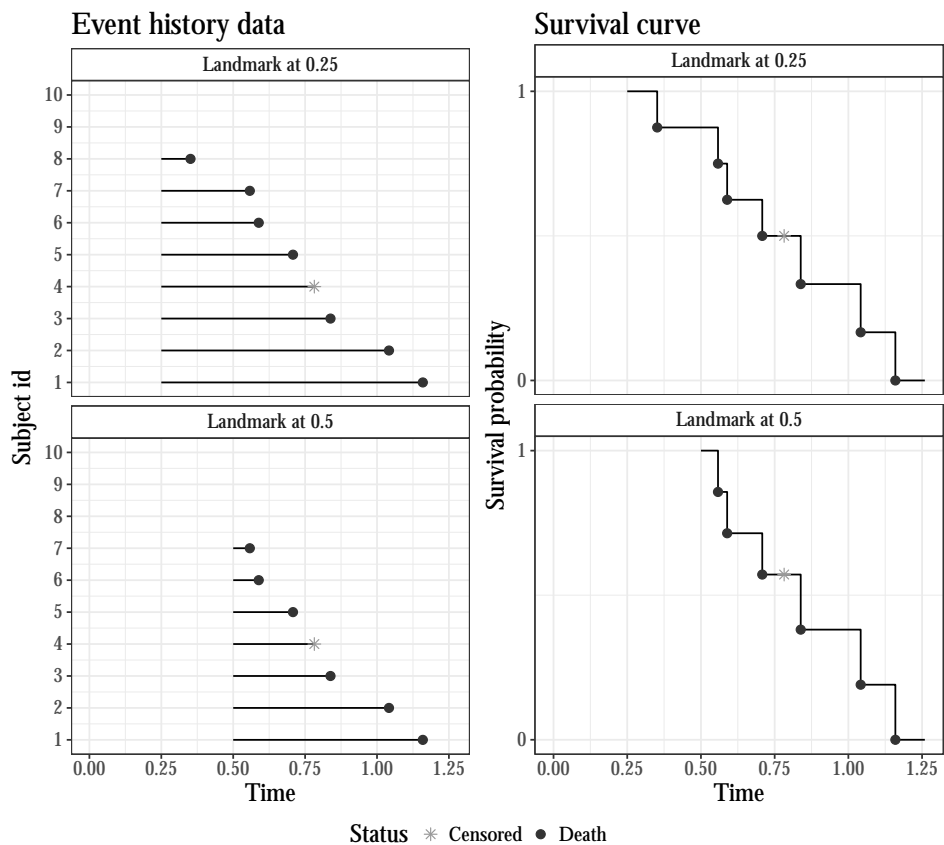 Event history data
Landmark at 0.25
10
9
8
7
6
5
4
3
2
1
Landmark at 0.5
10
9
8
7
6
5
4
3
2
1
0.00 0.25 0.50 0.75 1.00 1.25
Time
Subject id
Survival curve
Landmark at 0.25
1
0
Landmark at 0.5
1
0
0.00 0.25 0.50 0.75 1.00 1.25
Time
Survival probability
Status Censored Death